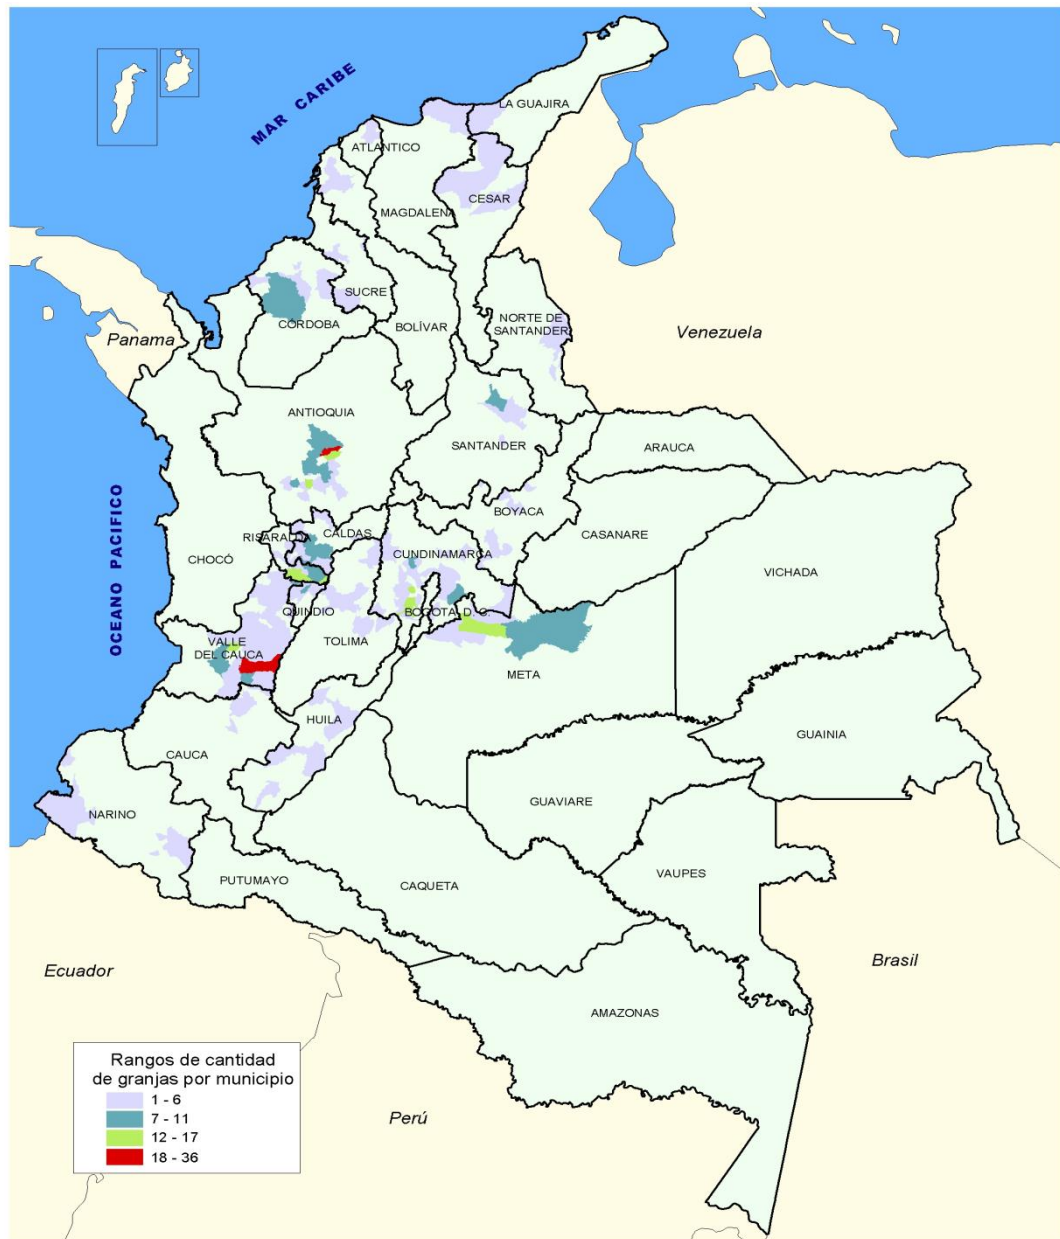 MAR CARIBE
LA GUAJIRA
ATLANTICO
MAGDALENA
CESAR
SUCRE
CORDOBA
BOLÍVAR
NORTE DE
SANTANDER
Panama
Venezuela
ANTIOQUIA
SANTANDER
ARAUCA
OCEANO PACIFICO
BOYACA
CASANARE
RISARALDA
CALDAS
CUNDINAMARCA
CHOCÓ
VICHADA
QUINDIO
BOGOTA, D. C.
TOLIMA
VALLE
DEL CAUCA
META
HUILA
CAUCA
GUAINIA
GUAVIARE
NARINO
VAUPES
PUTUMAYO
CAQUETA
Ecuador
Brasil
AMAZONAS
Perú
Rangos de cantidad
de granjas por municipio
1 - 6
7 - 11
12 - 17
18 - 36